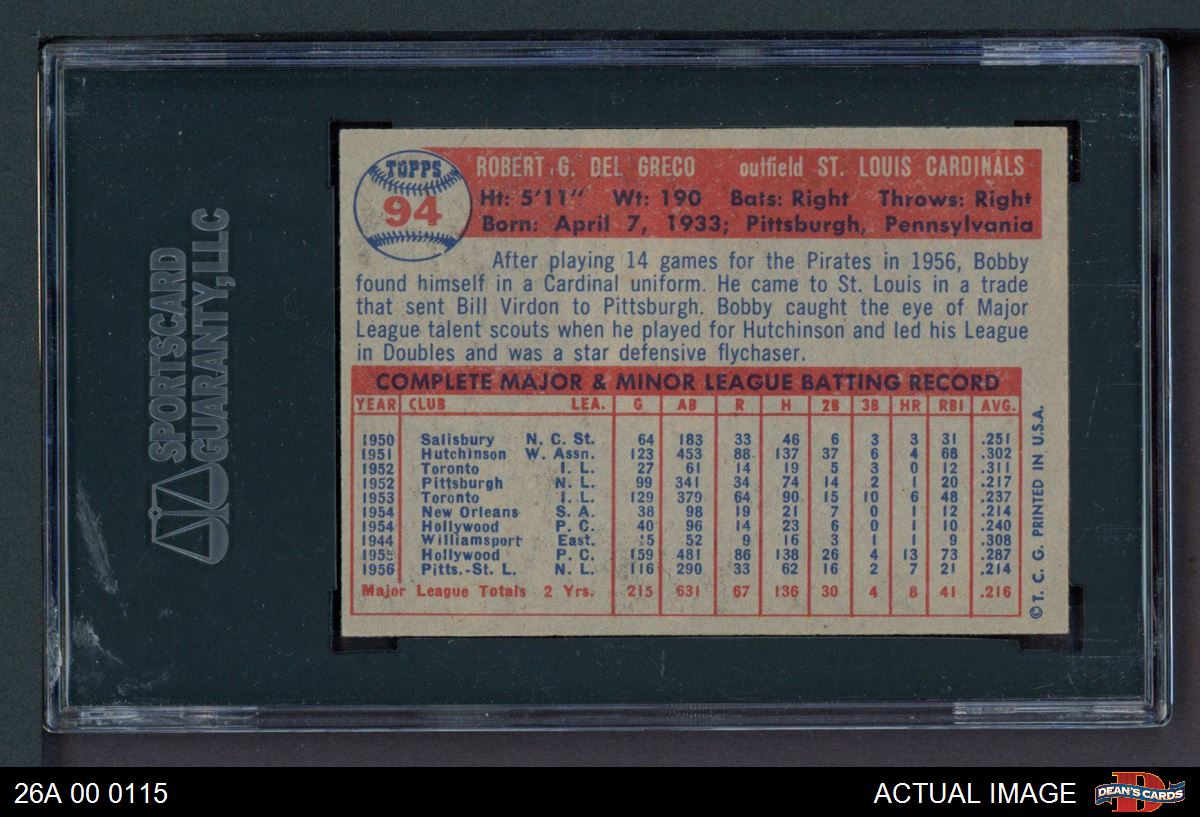 SPORTSCARD
GUARANTY, LLC
TOPPS
94
ROBERT G. DEL GRECO outfield ST. LOUIS CARDINALS
Ht: 5'11" Wt: 190 Bats: Right Throws: Right
Born: April 7, 1933; Pittsburgh, Pennsylvania
After playing 14 games for the Pirates in 1956, Bobby
found himself in a Cardinal uniform. He came to St. Louis in a trade
that sent Bill Virdon to Pittsburgh. Bobby caught the eye of Major
League talent scouts when he played for Hutchinson and led his League
in Doubles and was a star defensive flychaser.
COMPLETE MAJOR & MINOR LEAGUE BATTING RECORD
YEAR CLUB LEA. G AB R H 2B 3B HR RBI AVG.
1950 Salisbury N. C. St. 64 183 33 46 6 3 3 31 .251
1951 Hutchinson W. Assn. 123 453 88 137 37 6 4 68 .302
1952 Toronto I. L. 27 61 14 19 5 3 0 12 .311
1952 Pittsburgh N. L. 99 341 34 74 14 2 1 20 .217
1953 Toronto I. L. 129 379 64 90 15 10 6 48 .237
1954 New Orleans S. A. 38 98 19 21 7 0 1 12 .214
1954 Hollywood P. C. 40 96 14 23 6 0 1 10 .240
1944 Williamsport East. 15 52 9 16 3 1 1 9 .308
1955 Hollywood P. C. 159 481 86 138 26 4 13 73 .287
1956 Pitts.-St. L. N. L. 116 290 33 62 16 2 7 21 .214
Major League Totals 2 Yrs. 215 631 67 136 30 4 8 41 .216
© T. C. G. PRINTED IN U.S.A.
26A 00 0115
ACTUAL IMAGE
D
DEAN'S CARDS